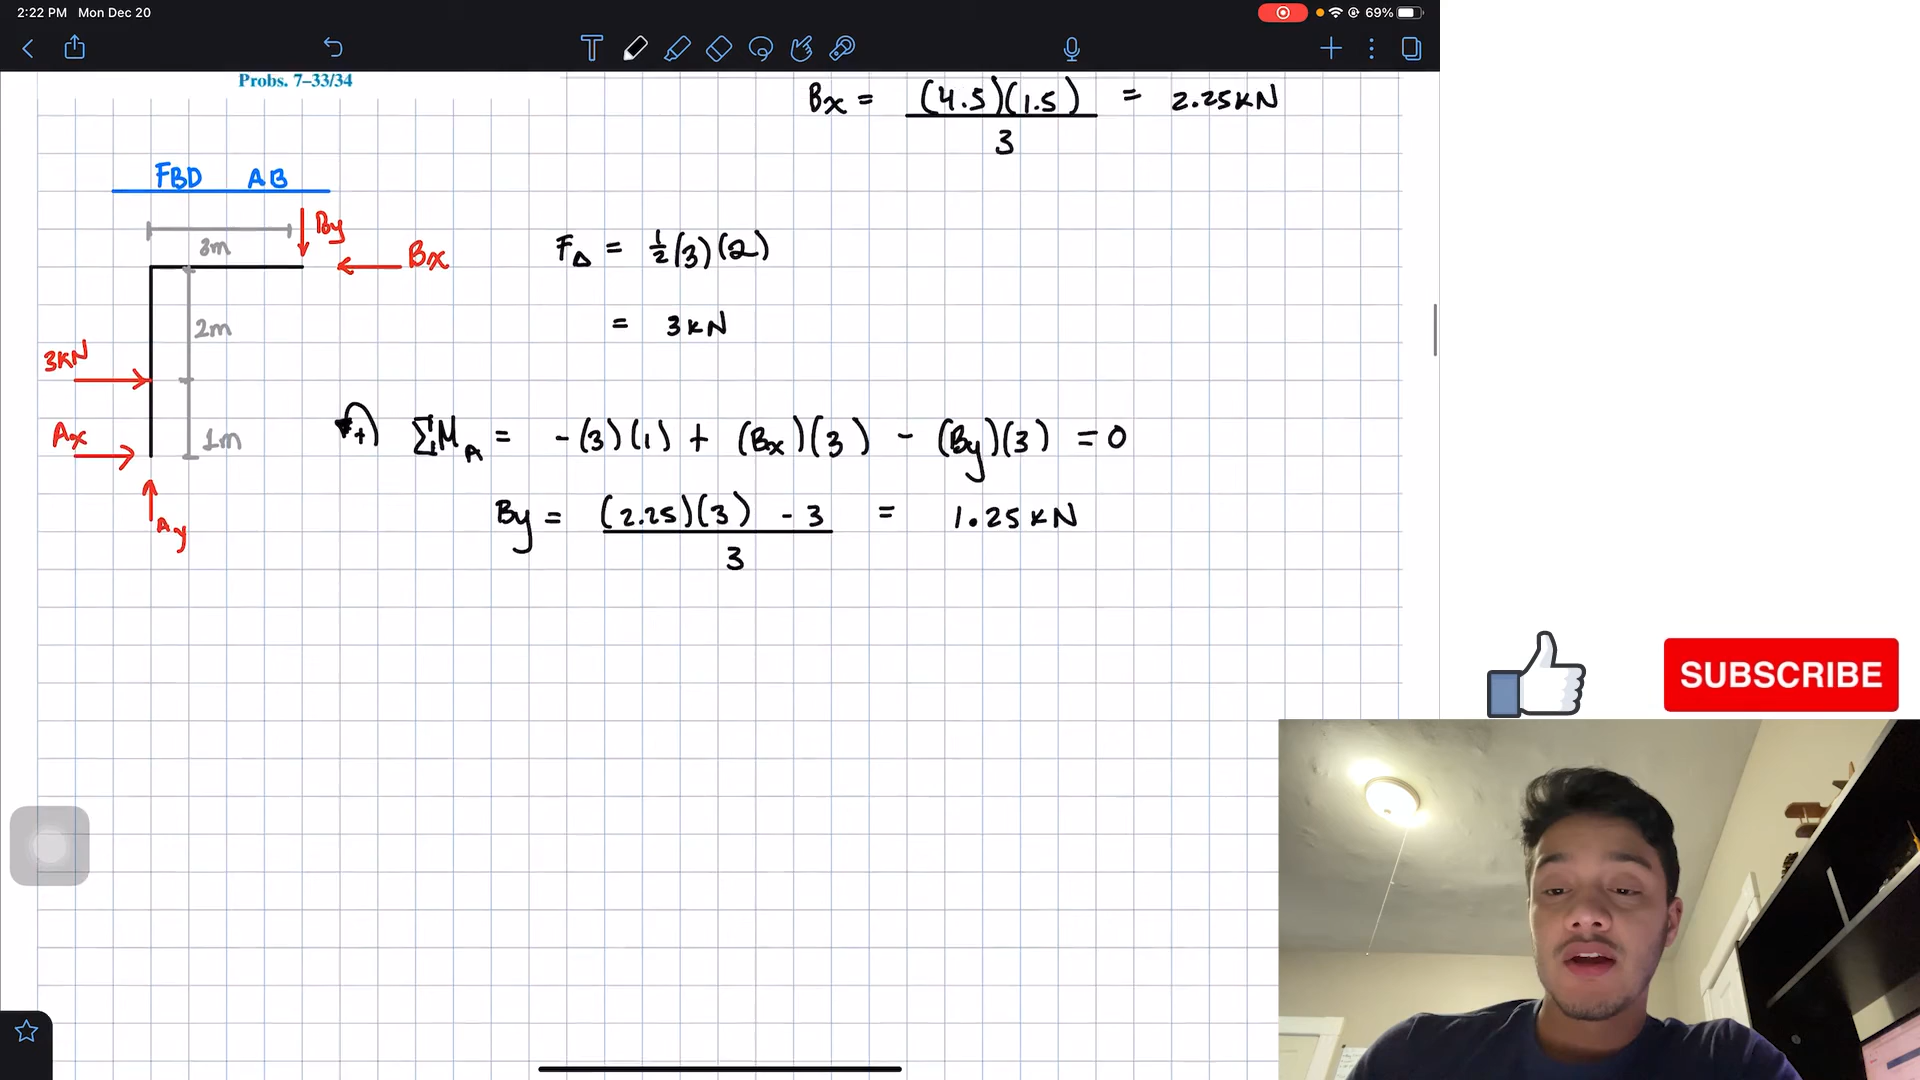 2:22 PM Mon Dec 20
69%
T
Probs. 7–33/34
Bx = (4.5)(1.5) / 3 = 2.25kN
FBD AB
3m
By
Bx
2m
3kN
Ax
1m
Ay
F△ = 1/2 (3)(2)
= 3kN
+ ΣM_A = -(3)(1) + (Bx)(3) - (By)(3) = 0
By = (2.25)(3) - 3 / 3 = 1.25kN
SUBSCRIBE